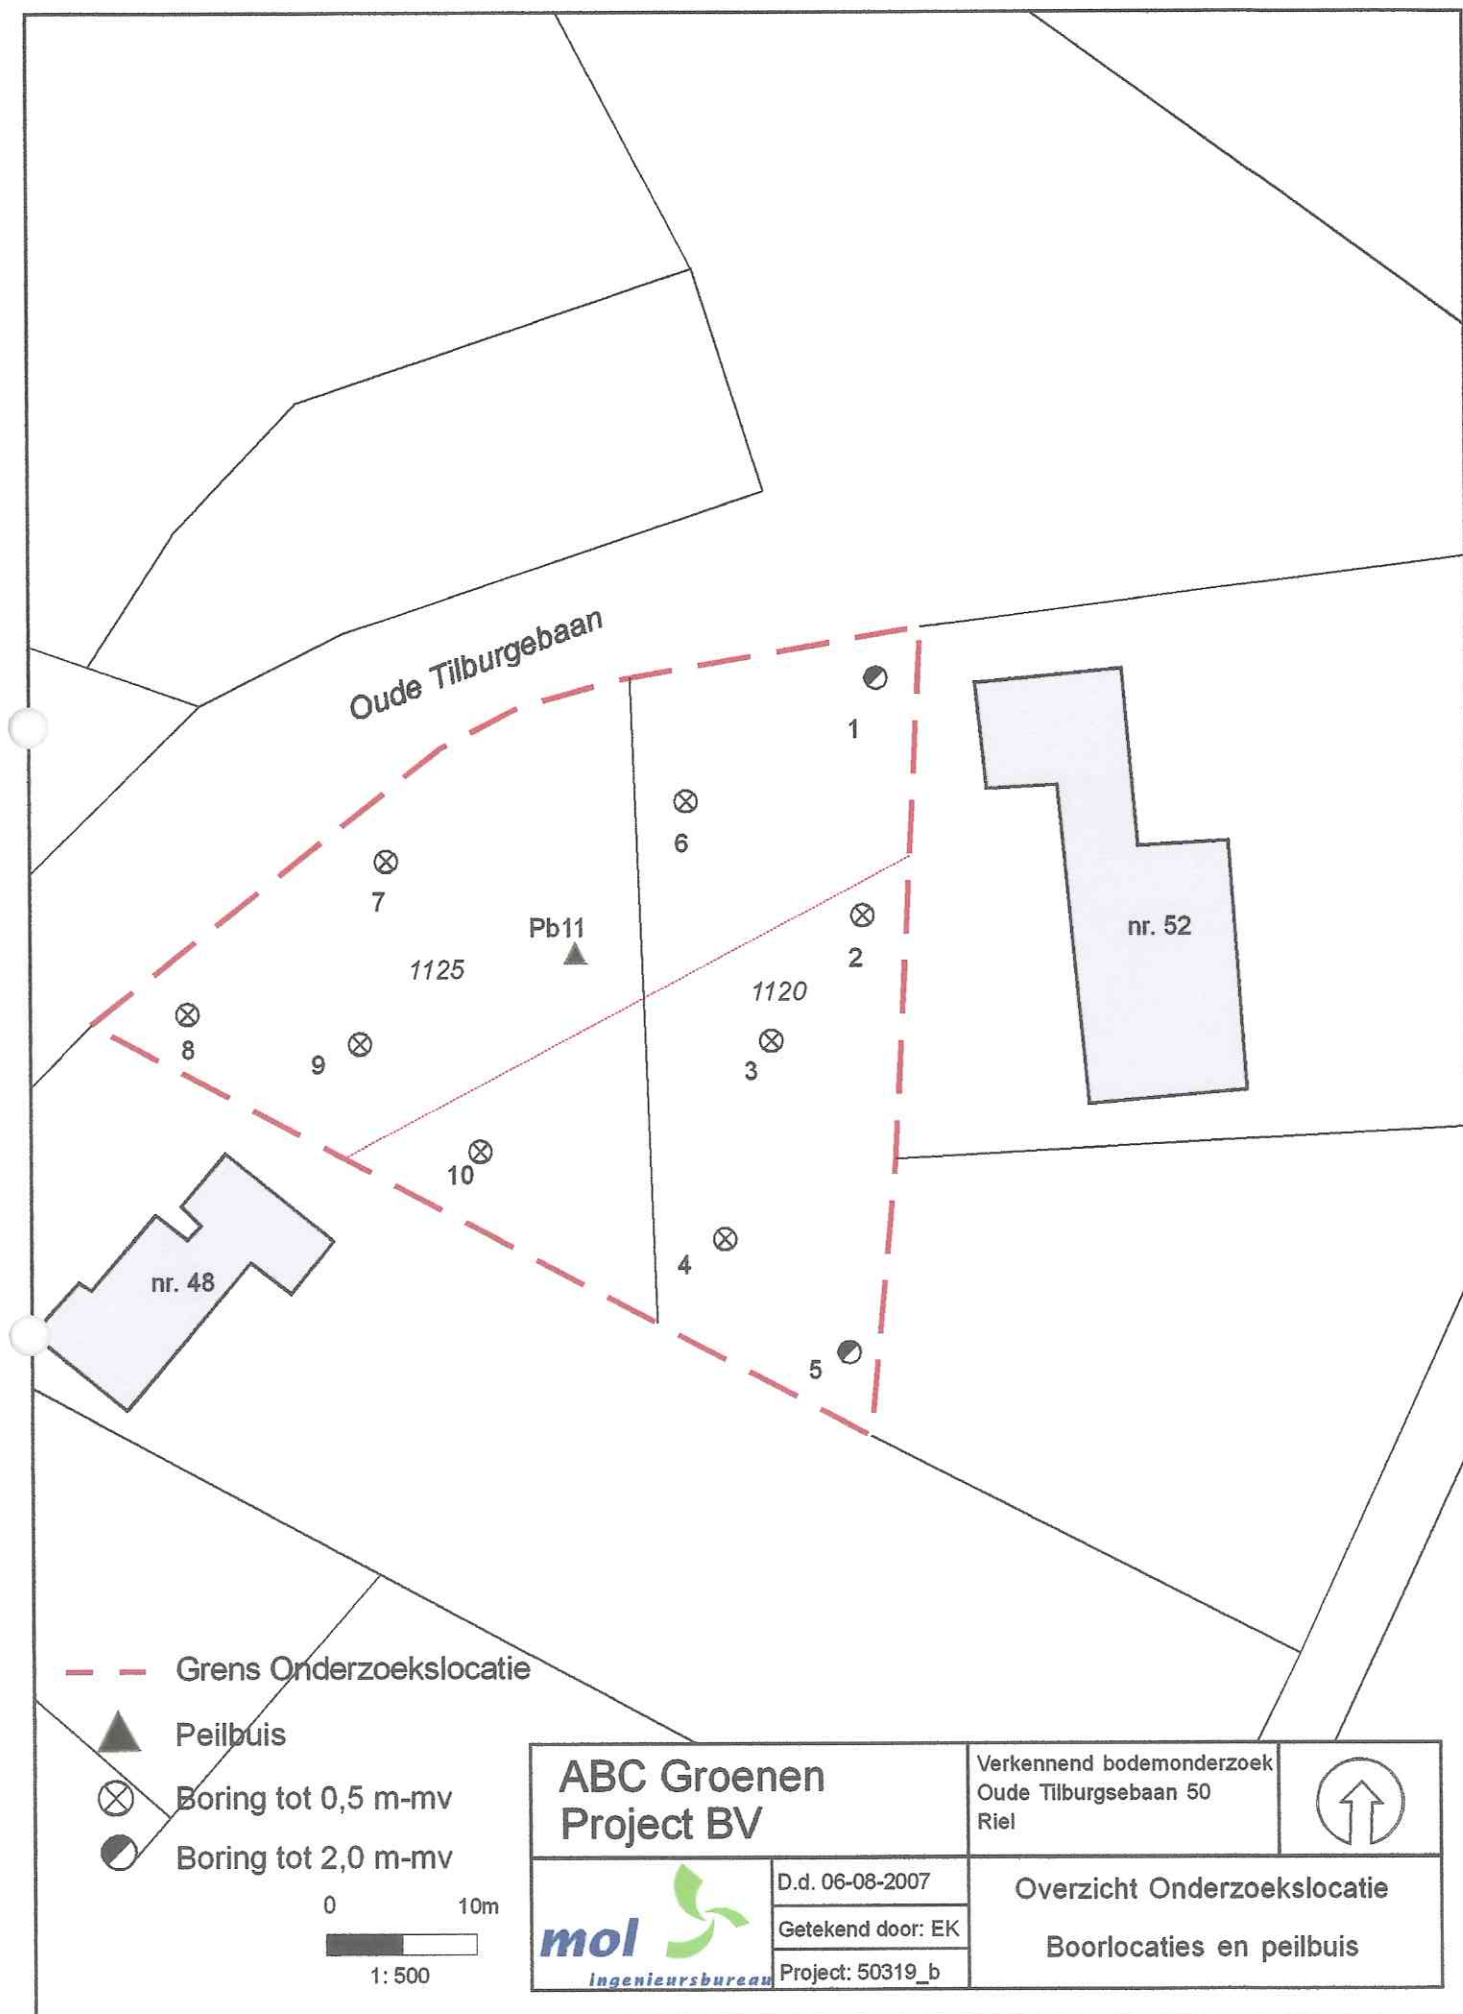 Oude Tilburgebaan
1
6
7
Pb11
nr. 52
2
1125
1120
8
9
3
10
4
nr. 48
5
Grens Onderzoekslocatie
Peilbuis
Boring tot 0,5 m-mv
Boring tot 2,0 m-mv
0 10m
1: 500
ABC Groenen
Project BV
Verkennend bodemonderzoek
Oude Tilburgsebaan 50
Riel
mol
ingenieursbureau
D.d. 06-08-2007
Getekend door: EK
Project: 50319_b
Overzicht Onderzoekslocatie
Boorlocaties en peilbuis